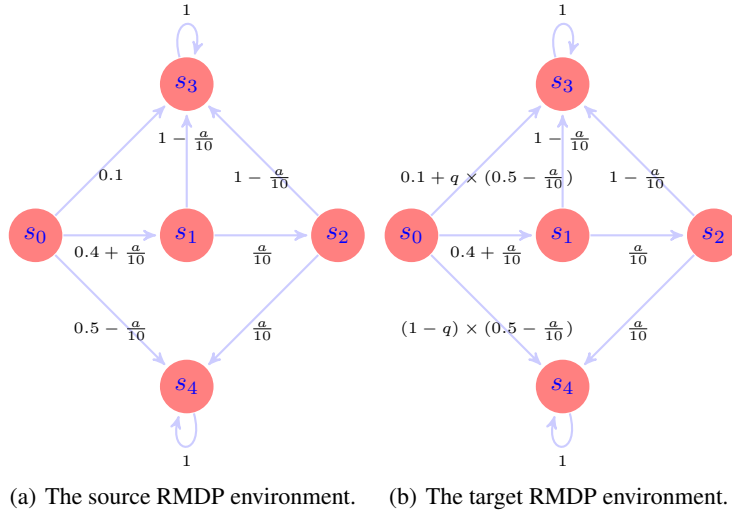 1 1
s₃ s₃
1 − a/10 1 − a/10
0.1 1 − a/10 0.1 + q × (0.5 − a/10) 1 − a/10
s₀ s₁ s₂ s₀ s₁ s₂
0.4 + a/10 a/10 0.4 + a/10 a/10
0.5 − a/10 a/10 (1 − q) × (0.5 − a/10) a/10
s₄ s₄
1 1
(a) The source RMDP environment. (b) The target RMDP environment.